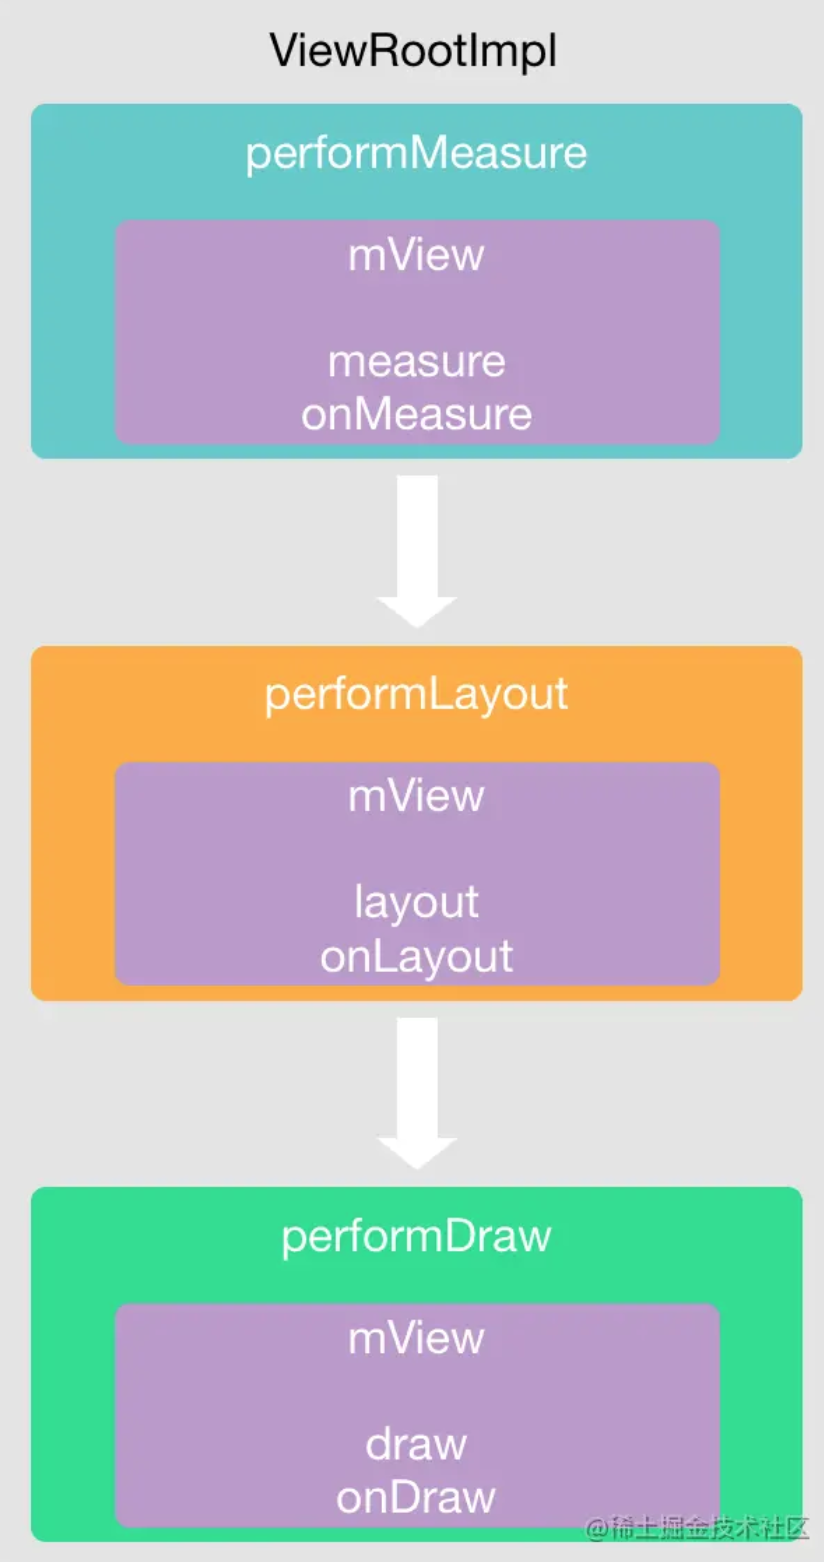 ViewRootImpl
performMeasure
mView
measure
onMeasure
performLayout
mView
layout
onLayout
performDraw
mView
draw
onDraw
@稀土掘金技术社区